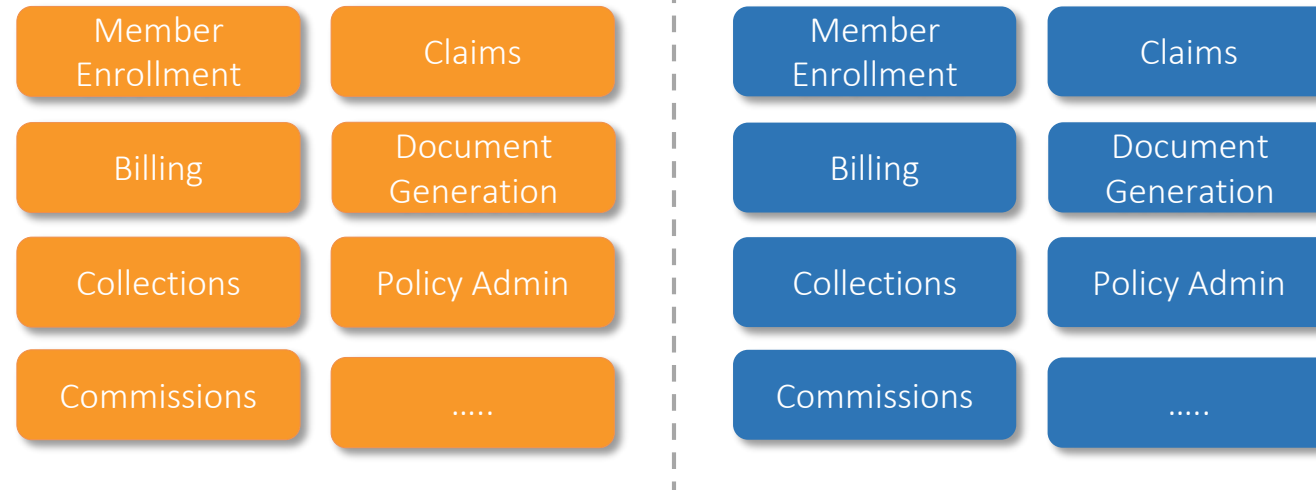 Member
Enrollment
Claims
Billing
Document
Generation
Collections
Policy Admin
Commissions
.....
Member
Enrollment
Claims
Billing
Document
Generation
Collections
Policy Admin
Commissions
.....